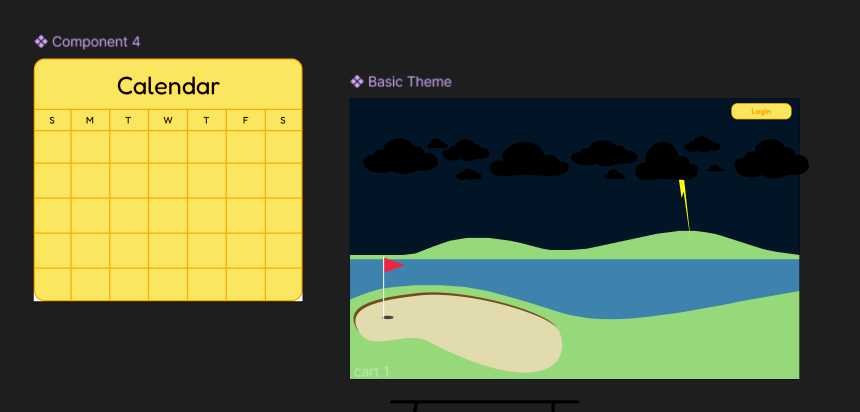 Component 4
Calendar
S M T W T F S
Basic Theme
Login
cart 1